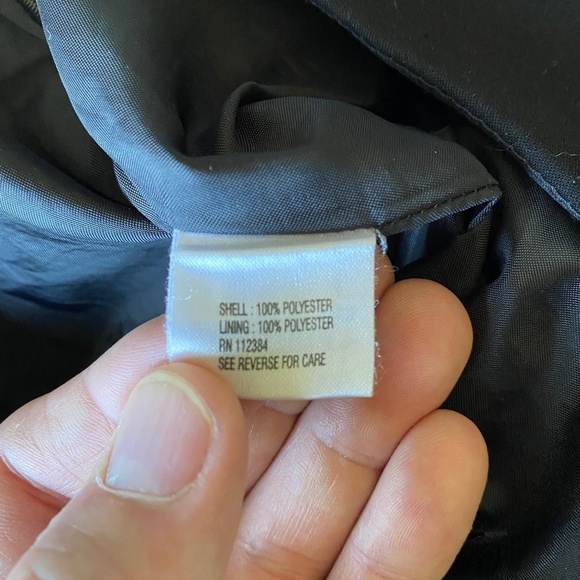 SHELL : 100% POLYESTER
LINING : 100% POLYESTER
RN 112384
SEE REVERSE FOR CARE